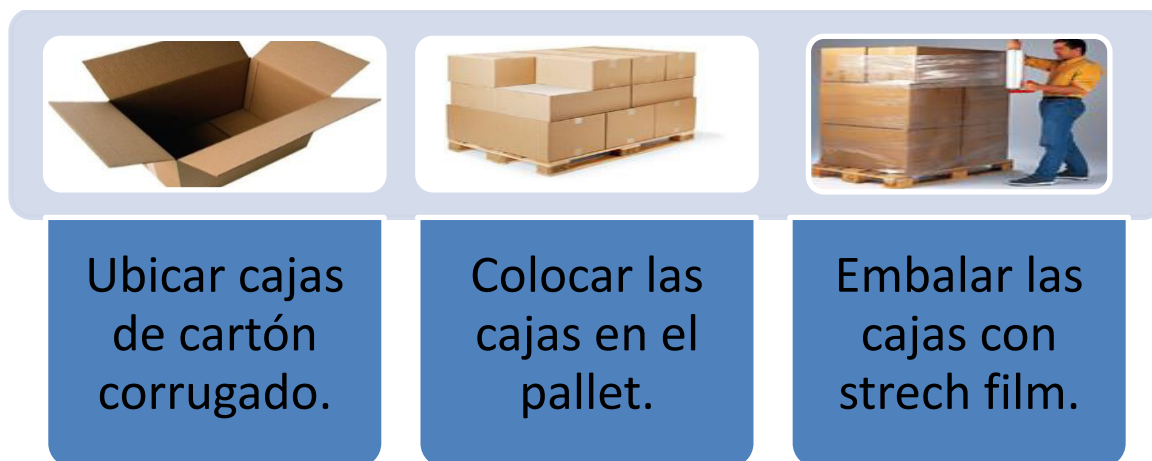 Ubicar cajas
de cartón
corrugado.
Colocar las
cajas en el
pallet.
Embalar las
cajas con
strech film.